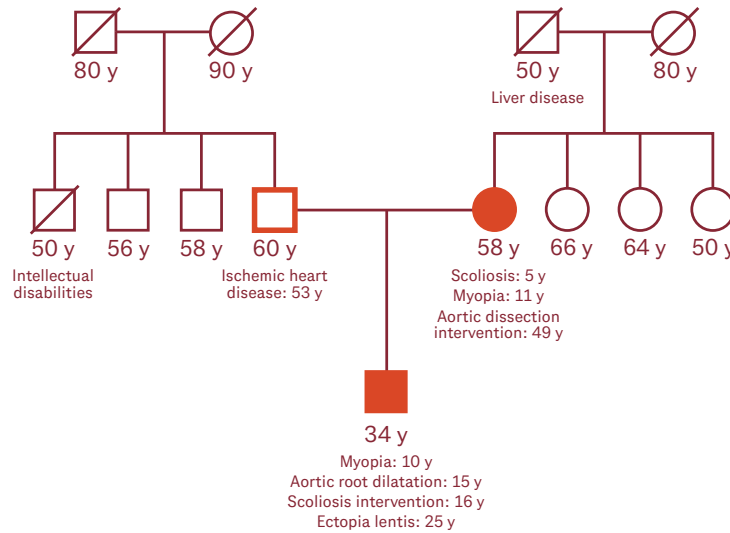 80 y
90 y
50 y
80 y
Liver disease
50 y
56 y
58 y
60 y
58 y
66 y
64 y
50 y
Intellectual
disabilities
Ischemic heart
disease: 53 y
Scoliosis: 5 y
Myopia: 11 y
Aortic dissection
intervention: 49 y
34 y
Myopia: 10 y
Aortic root dilatation: 15 y
Scoliosis intervention: 16 y
Ectopia lentis: 25 y